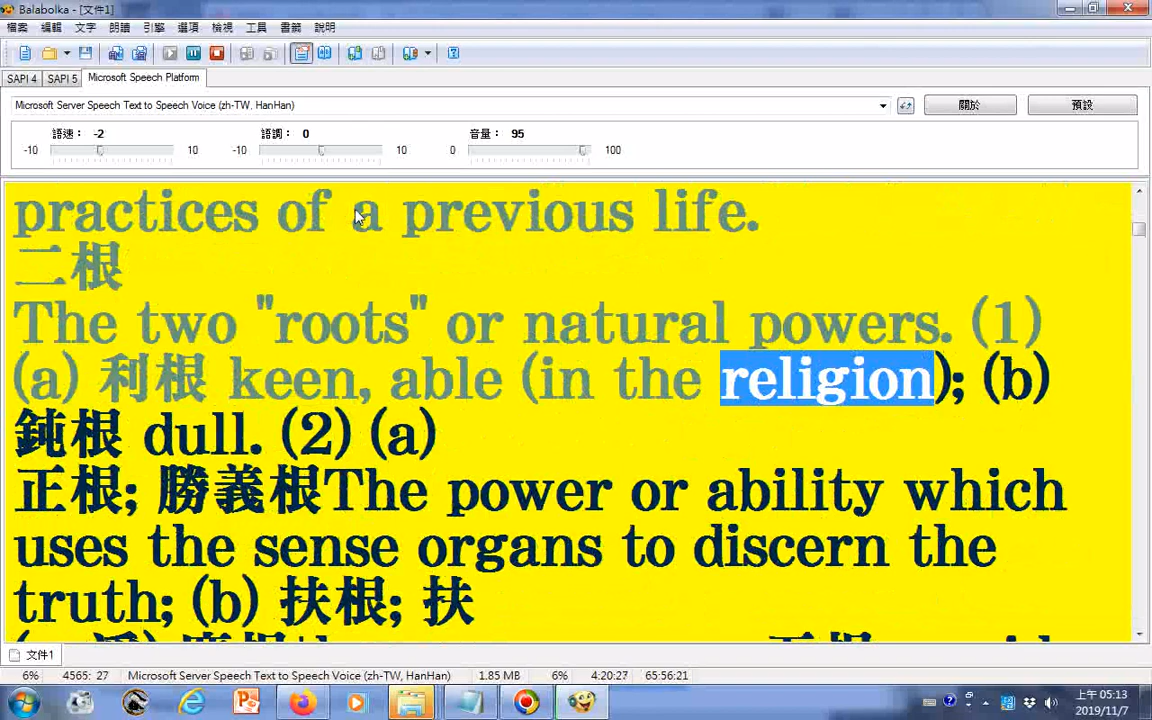 Balabolka - [文件1]
檔案 編輯 文字 朗讀 引擎 選項 檢視 工具 書籤 說明
SAPI 4 SAPI 5 Microsoft Speech Platform
Microsoft Server Speech Text to Speech Voice (zh-TW, HanHan) 關於 預設
語速： -2 語調： 0 音量： 95
-10 10 -10 10 0 100
practices of a previous life.
二根
The two "roots" or natural powers. (1)
(a) 利根 keen, able (in the religion); (b)
鈍根 dull. (2) (a)
正根; 勝義根The power or ability which
uses the sense organs to discern the
truth; (b) 扶根; 扶
文件1
6% 4565: 27 Microsoft Server Speech Text to Speech Voice (zh-TW, HanHan) 1.85 MB 6% 4:20:27 65:56:21
上午 05:13
2019/11/7